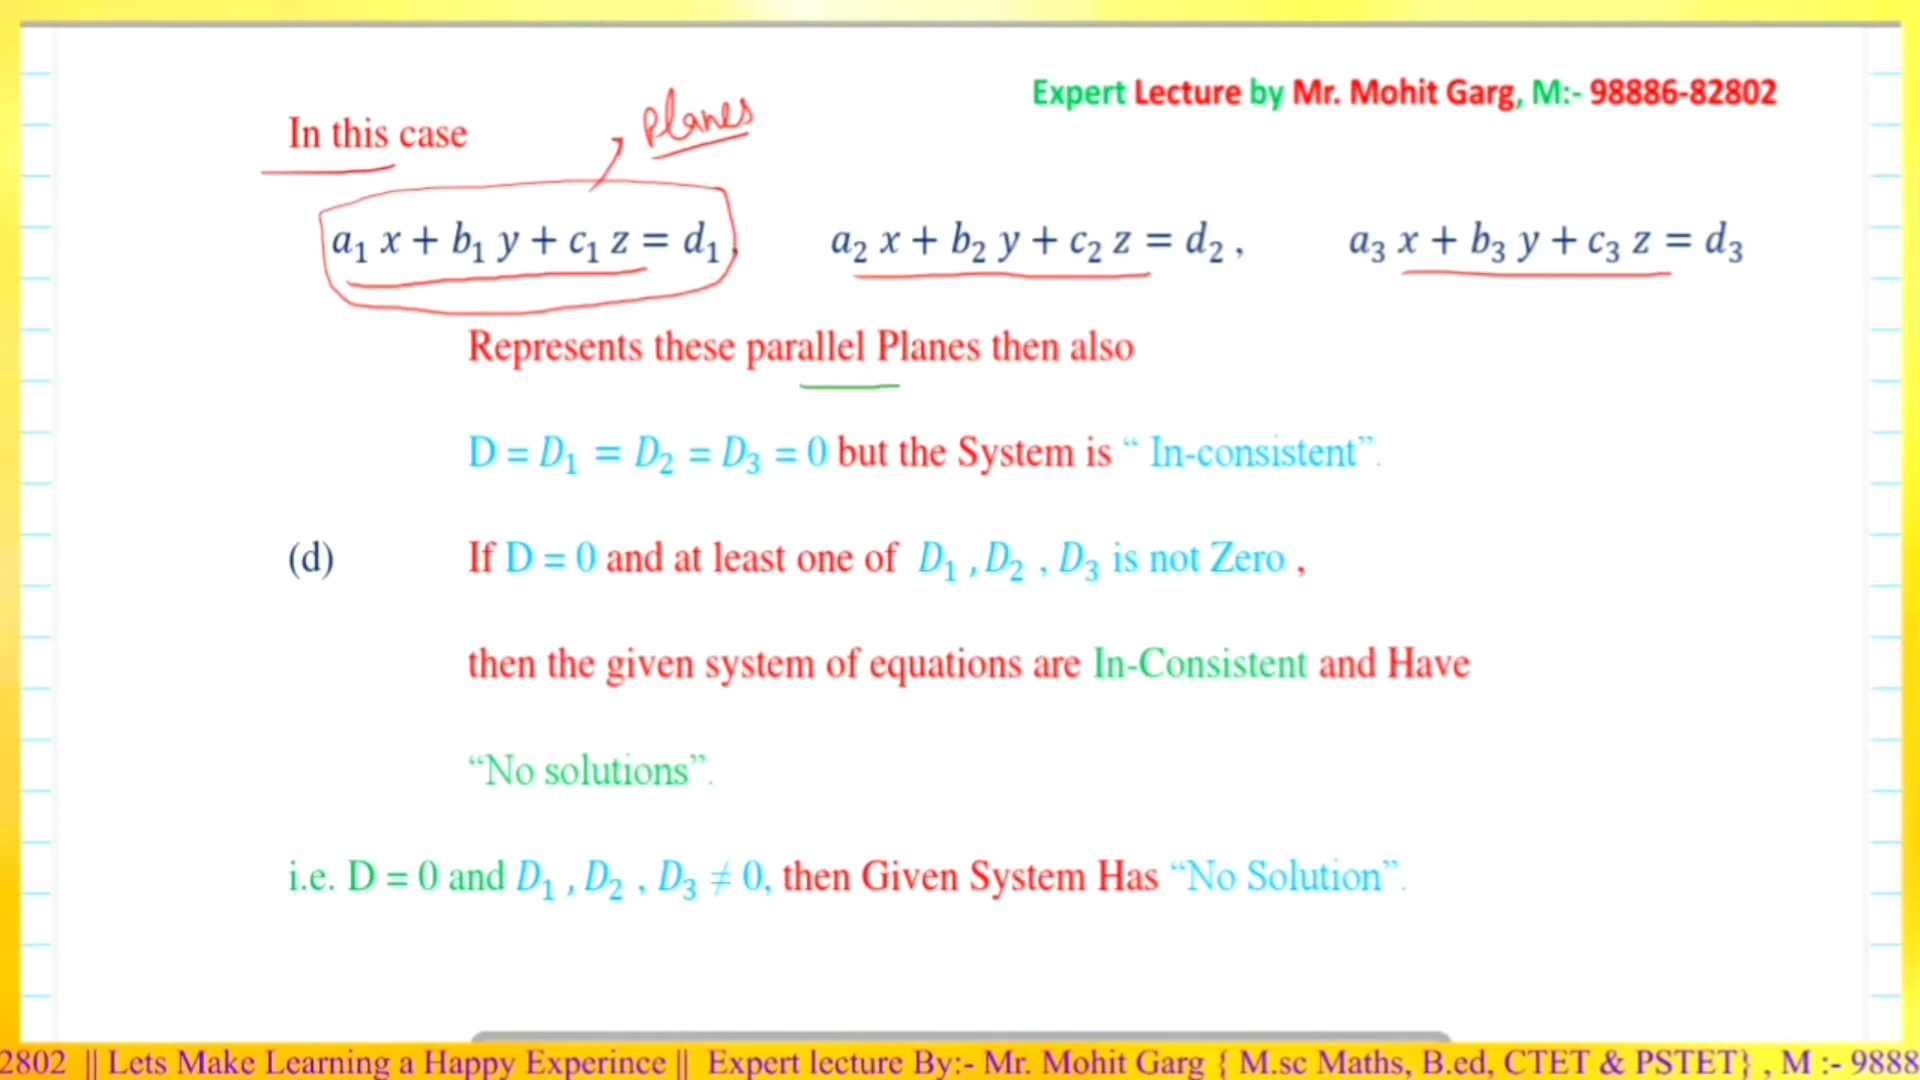 Expert Lecture by Mr. Mohit Garg, M:- 98886-82802
planes
In this case
a₁ x + b₁ y + c₁ z = d₁ , a₂ x + b₂ y + c₂ z = d₂ , a₃ x + b₃ y + c₃ z = d₃
Represents these parallel Planes then also
D = D₁ = D₂ = D₃ = 0 but the System is “ In-consistent”.
(d) If D = 0 and at least one of D₁ , D₂ , D₃ is not Zero ,
then the given system of equations are In-Consistent and Have
“No solutions”.
i.e. D = 0 and D₁ , D₂ , D₃ ≠ 0, then Given System Has “No Solution”.
2802 || Lets Make Learning a Happy Experince || Expert lecture By:- Mr. Mohit Garg { M.sc Maths, B.ed, CTET & PSTET} , M :- 9888